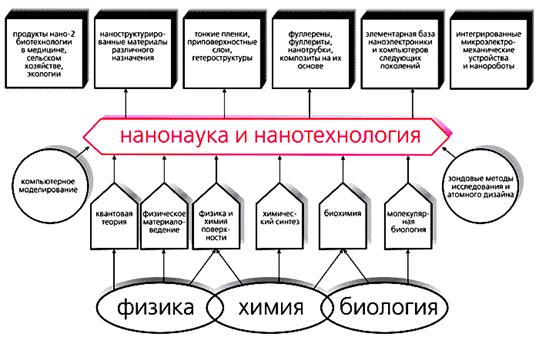 продукты нано-2
биотехнологии
в медицине,
сельском
хозяйстве,
экологии
наноструктуриро-
ванные материалы
различного
назначения
тонкие пленки,
приповерхностные
слои,
гетероструктуры
фуллерены,
фуллериты,
нанотрубки,
композиты на их
основе
элементарная база
наноэлектроники
и компьютеров
следующих
поколений
интегрированные
микроэлектро-
механические
устройства
и нанороботы
нанонаука и нанотехнология
компьютерное
моделирование
зондовые методы
исследования и
атомного дизайна
квантовая
теория
физическое
материало-
ведение
физика и
химия
поверх-
ности
химичес-
кий синтез
биохимия
молекуляр-
ная
биология
физика
химия
биология